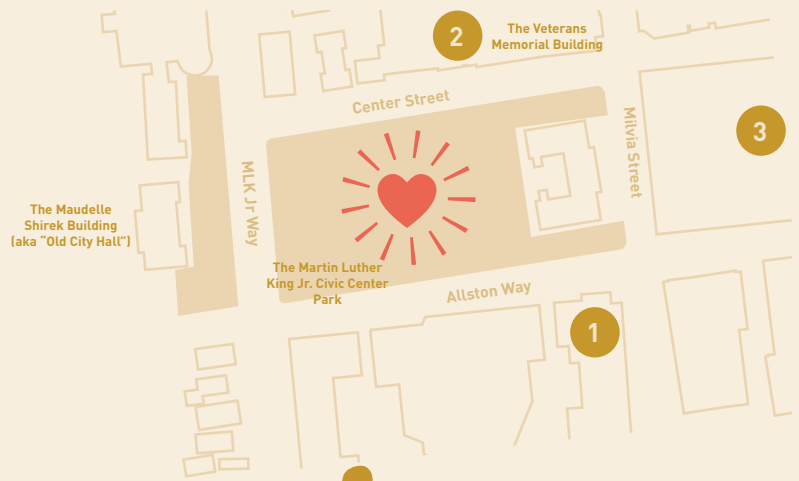 2
The Veterans
Memorial Building
Center Street
Milvia Street
3
MLK Jr Way
The Maudelle
Shirek Building
(aka “Old City Hall”)
The Martin Luther
King Jr. Civic Center
Park
Allston Way
1